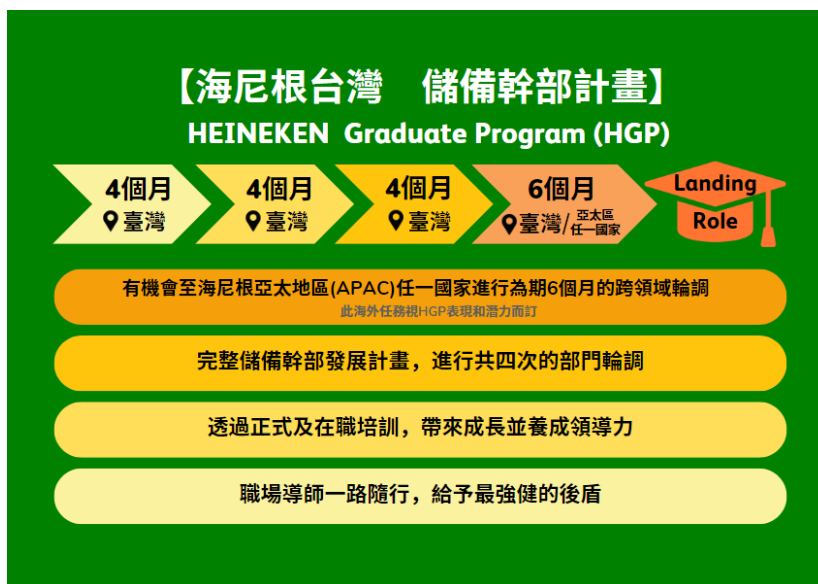 【海尼根台灣　儲備幹部計畫】
HEINEKEN Graduate Program (HGP)
4個月
臺灣
4個月
臺灣
4個月
臺灣
6個月
臺灣/亞太區任一國家
Landing
Role
有機會至海尼根亞太地區(APAC)任一國家進行為期6個月的跨領域輪調
此海外任務視HGP表現和潛力而訂
完整儲備幹部發展計畫，進行共四次的部門輪調
透過正式及在職培訓，帶來成長並養成領導力
職場導師一路隨行，給予最強健的後盾